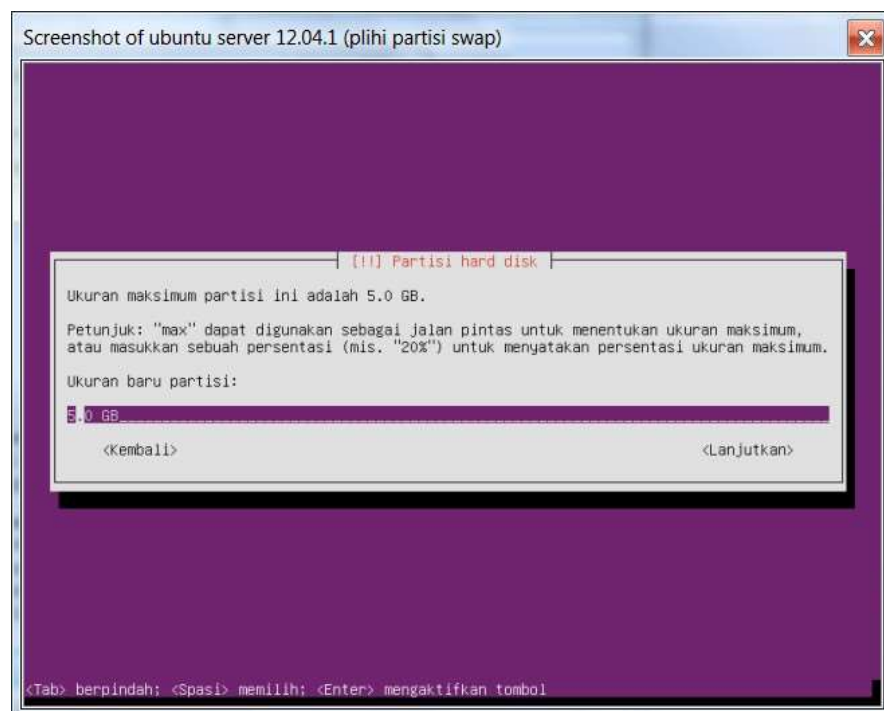 Screenshot of ubuntu server 12.04.1 (plihi partisi swap)
[!!] Partisi hard disk
Ukuran maksimum partisi ini adalah 5.0 GB.
Petunjuk: "max" dapat digunakan sebagai jalan pintas untuk menentukan ukuran maksimum,
atau masukkan sebuah persentasi (mis. "20%") untuk menyatakan persentasi ukuran maksimum.
Ukuran baru partisi:
5.0 GB
<Kembali> <Lanjutkan>
<Tab> berpindah; <Spasi> memilih; <Enter> mengaktifkan tombol